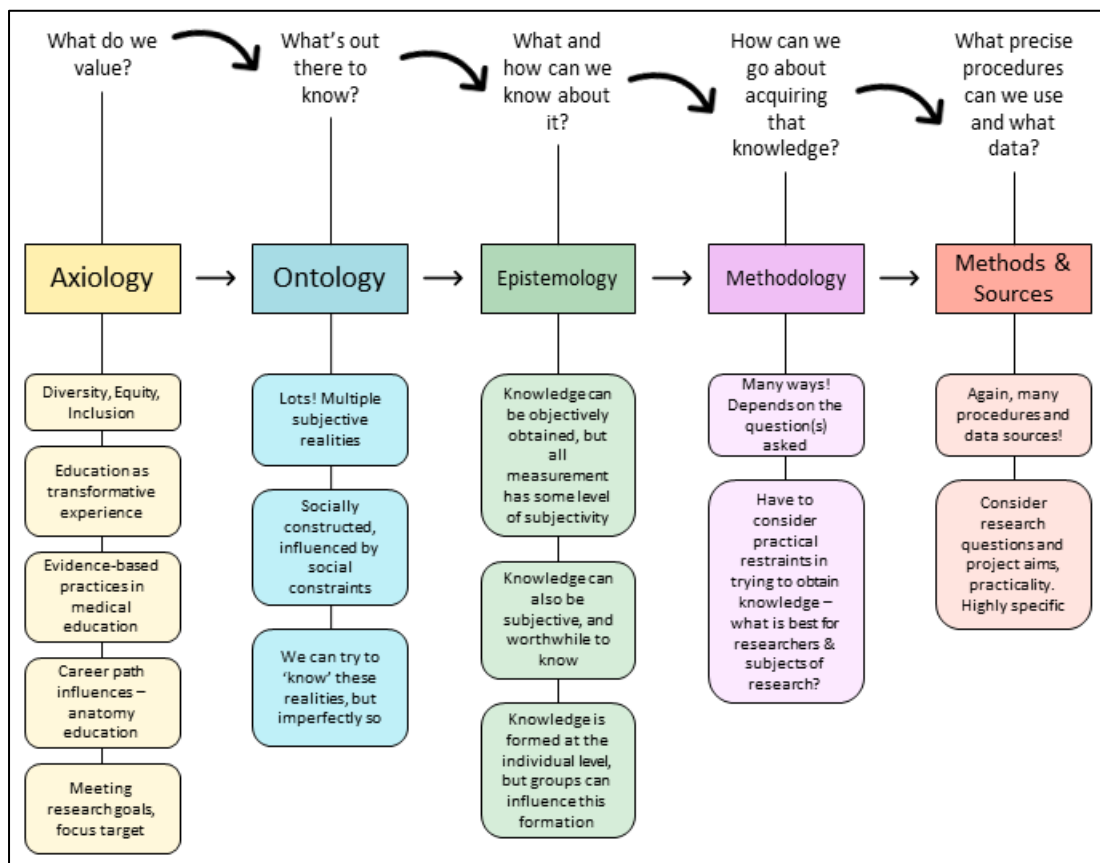 What do we
value?
What's out
there to
know?
What and
how can we
know about
it?
How can we
go about
acquiring
that
knowledge?
What precise
procedures
can we use
and what
data?
Axiology
Ontology
Epistemology
Methodology
Methods &
Sources
Diversity, Equity,
Inclusion
Education as
transformative
experience
Evidence-based
practices in
medical
education
Career path
influences –
anatomy
education
Meeting
research goals,
focus target
Lots! Multiple
subjective
realities
Socially
constructed,
influenced by
social
constraints
We can try to
'know' these
realities, but
imperfectly so
Knowledge can
be objectively
obtained, but
all
measurement
has some level
of subjectivity
Knowledge can
also be
subjective, and
worthwhile to
know
Knowledge is
formed at the
individual level,
but groups can
influence this
formation
Many ways!
Depends on the
question(s)
asked
Have to
consider
practical
restraints in
trying to obtain
knowledge –
what is best for
researchers &
subjects of
research?
Again, many
procedures and
data sources!
Consider
research
questions and
project aims,
practicality.
Highly specific